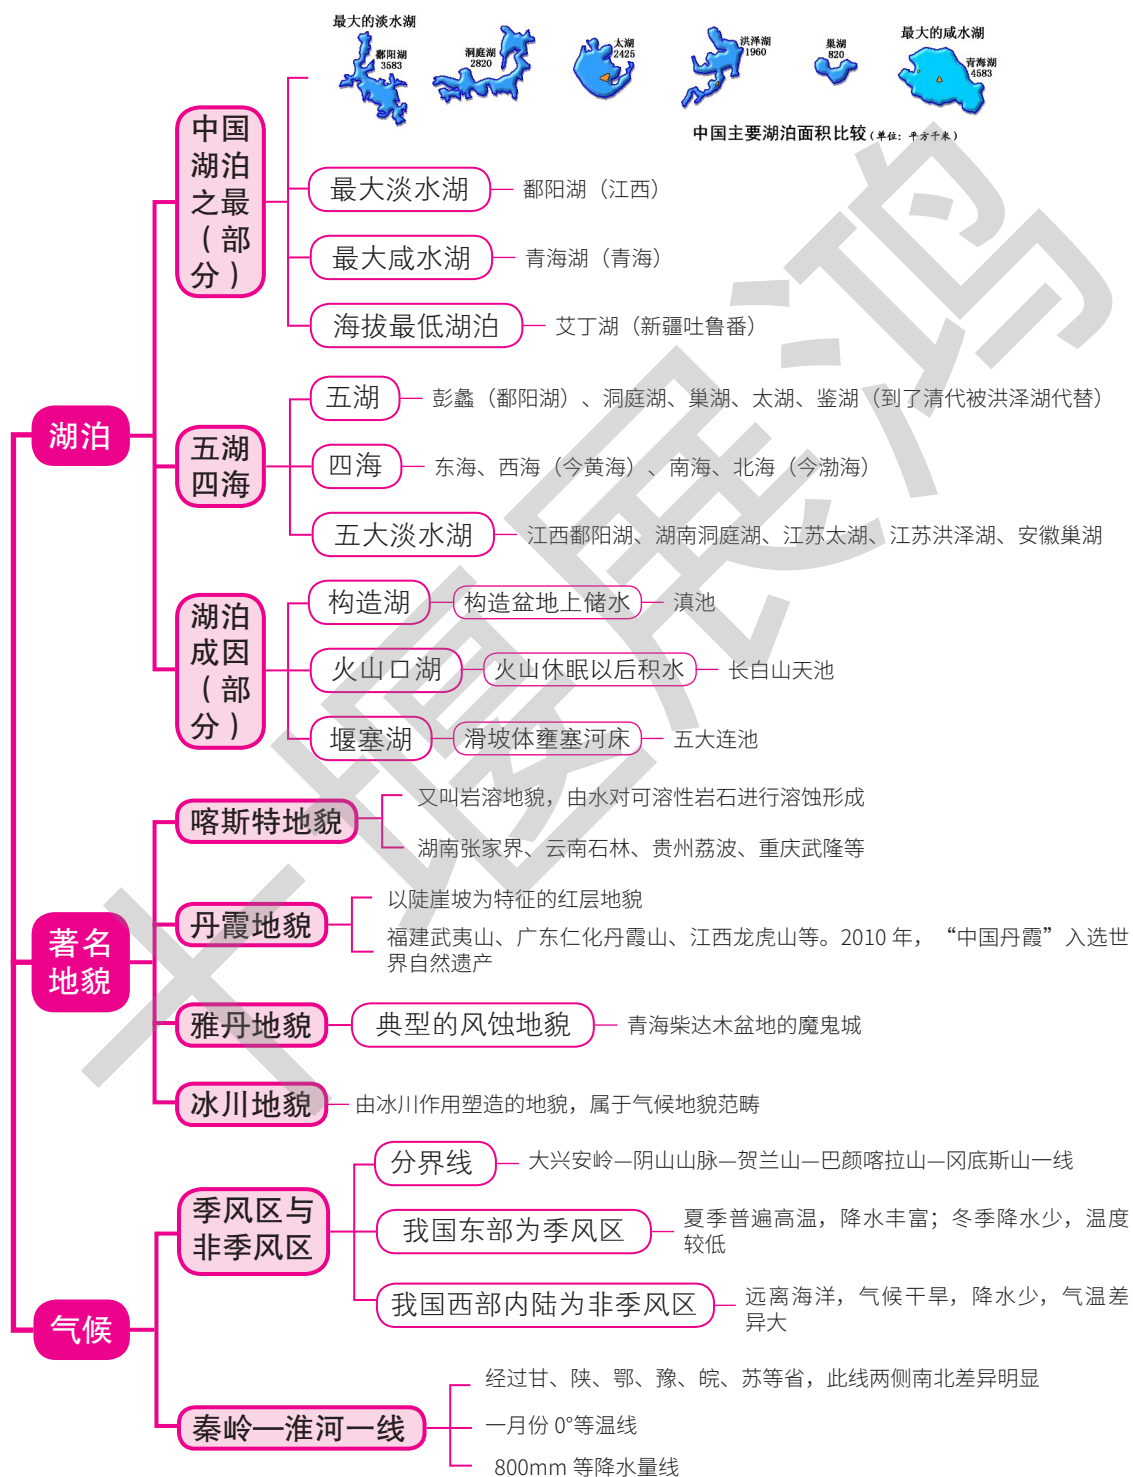 最大的淡水湖
鄱阳湖
3583
洞庭湖
2820
太湖
2425
洪泽湖
1960
巢湖
820
最大的咸水湖
青海湖
4583
中国主要湖泊面积比较（单位：平方千米）
湖泊
中国
湖泊
之最
（部
分）
最大淡水湖
鄱阳湖（江西）
最大咸水湖
青海湖（青海）
海拔最低湖泊
艾丁湖（新疆吐鲁番）
五湖
四海
五湖
彭蠡（鄱阳湖）、洞庭湖、巢湖、太湖、鉴湖（到了清代被洪泽湖代替）
四海
东海、西海（今黄海）、南海、北海（今渤海）
五大淡水湖
江西鄱阳湖、湖南洞庭湖、江苏太湖、江苏洪泽湖、安徽巢湖
湖泊
成因
（部
分）
构造湖
构造盆地上储水
滇池
火山口湖
火山休眠以后积水
长白山天池
堰塞湖
滑坡体壅塞河床
五大连池
著名
地貌
喀斯特地貌
又叫岩溶地貌，由水对可溶性岩石进行溶蚀形成
湖南张家界、云南石林、贵州荔波、重庆武隆等
丹霞地貌
以陡崖坡为特征的红层地貌
福建武夷山、广东仁化丹霞山、江西龙虎山等。2010 年，“中国丹霞”入选世
界自然遗产
雅丹地貌
典型的风蚀地貌
青海柴达木盆地的魔鬼城
冰川地貌
由冰川作用塑造的地貌，属于气候地貌范畴
气候
季风区与
非季风区
分界线
大兴安岭—阴山山脉—贺兰山—巴颜喀拉山—冈底斯山一线
我国东部为季风区
夏季普遍高温，降水丰富；冬季降水少，温度
较低
我国西部内陆为非季风区
远离海洋，气候干旱，降水少，气温差
异大
秦岭—淮河一线
经过甘、陕、鄂、豫、皖、苏等省，此线两侧南北差异明显
一月份 0°等温线
800mm 等降水量线
十堰展鸿